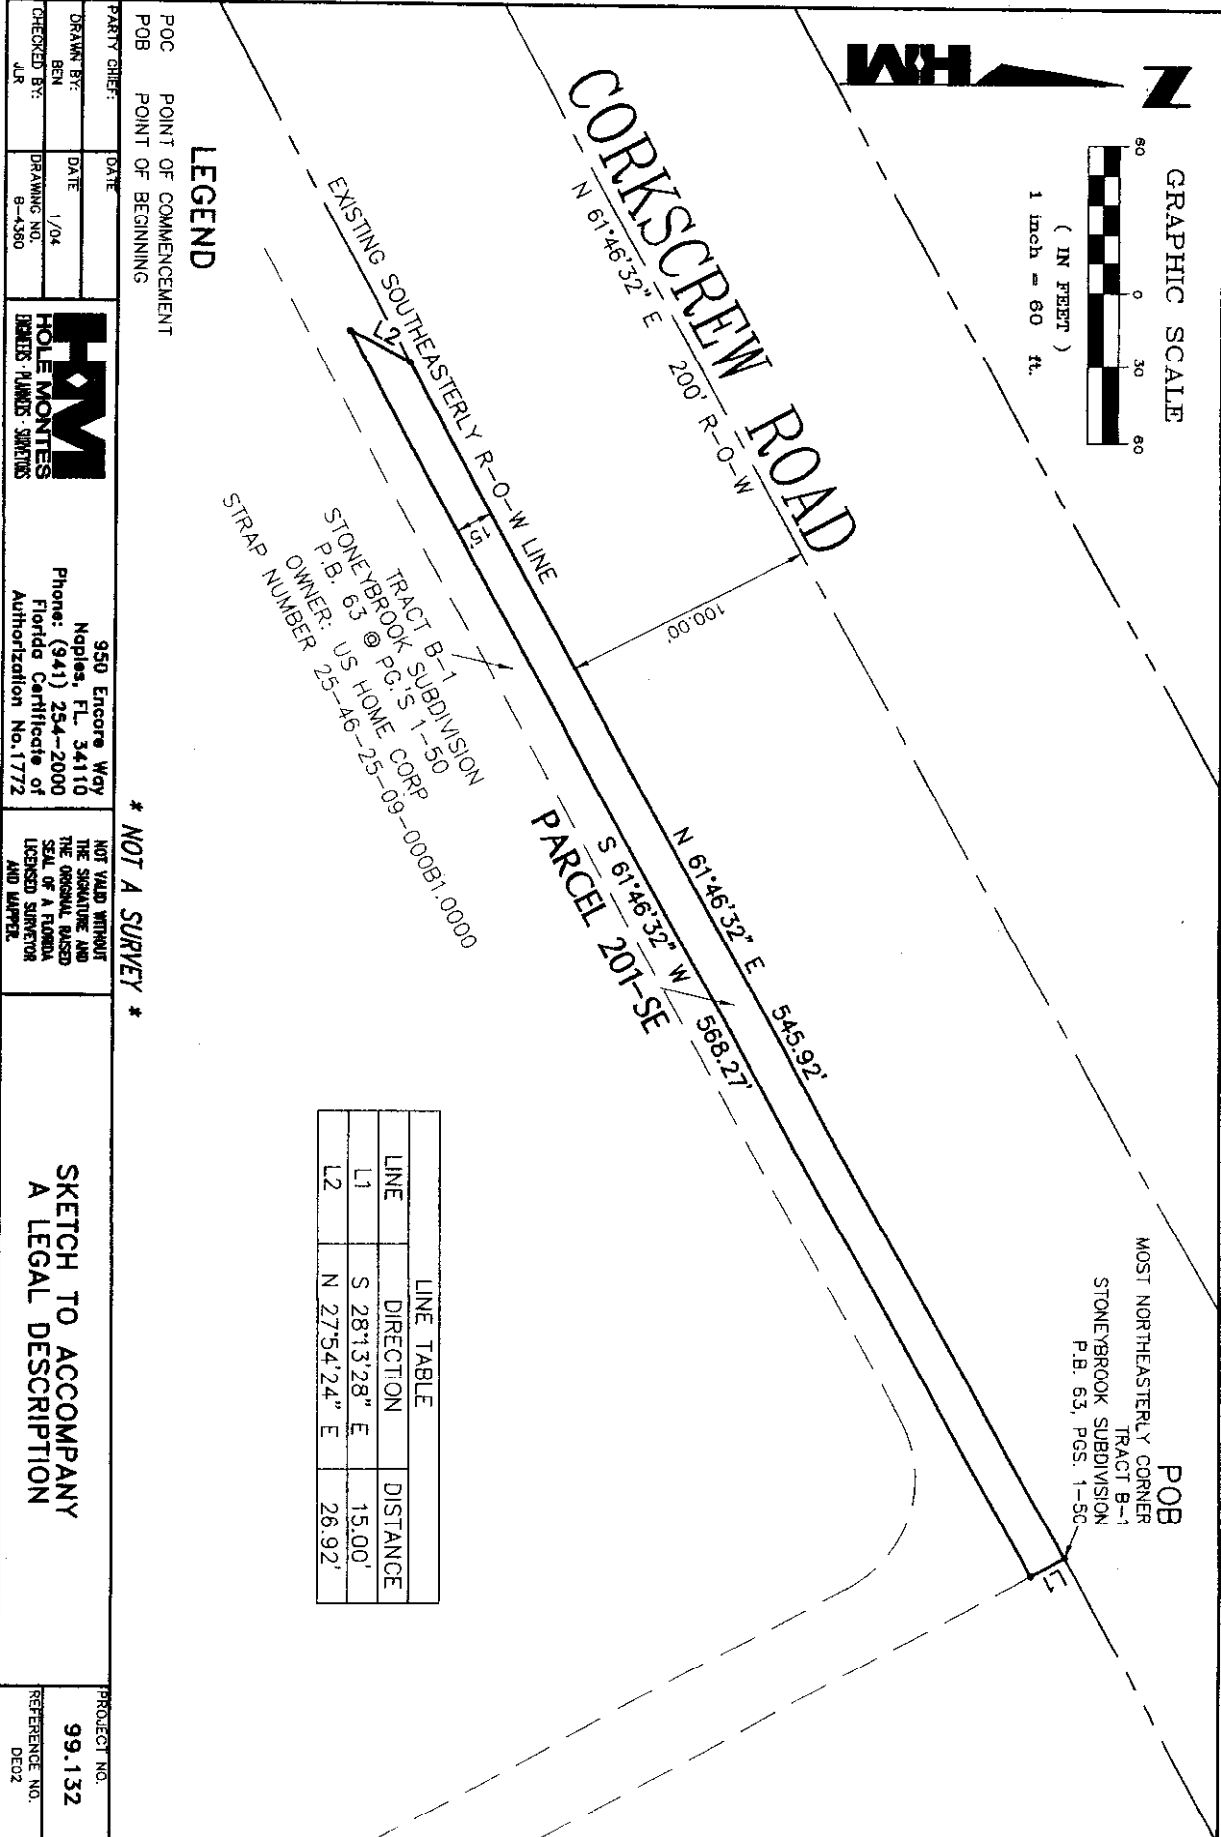 Z
HM
GRAPHIC SCALE
60 0 30 60
( IN FEET )
1 inch = 60 ft.
CORKSCREW ROAD
N 61°46'32" E 200' R-O-W
100.00'
EXISTING SOUTHEASTERLY R-O-W LINE
L2
15'
N 61°46'32" E 545.92'
S 61°46'32" W 568.27'
PARCEL 201-SE
TRACT B-1
STONEYBROOK SUBDIVISION
P.B. 63 @ PG.'S 1-50
OWNER: US HOME CORP
STRAP NUMBER 25-46-25-09-000B1.0000
POB
MOST NORTHEASTERLY CORNER
TRACT B-1
STONEYBROOK SUBDIVISION
P.B. 63, PGS. 1-50
L1
LEGEND
POC POINT OF COMMENCEMENT
POB POINT OF BEGINNING
LINE TABLE
LINE DIRECTION DISTANCE
L1 S 28°13'28" E 15.00'
L2 N 27°54'24" E 26.92'
* NOT A SURVEY *
PARTY CHIEF: DATE
DRAWN BY: DATE
BEN 1/04
CHECKED BY: DRAWING NO.
JLR B-4360
HM
HOLE MONTES
ENGINEERS · PLANNERS · SURVEYORS
950 Encore Way
Naples, FL. 34110
Phone: (941) 254-2000
Florida Certificate of
Authorization No.1772
NOT VALID WITHOUT
THE SIGNATURE AND
THE ORIGINAL RAISED
SEAL OF A FLORIDA
LICENSED SURVEYOR
AND MAPPER.
SKETCH TO ACCOMPANY
A LEGAL DESCRIPTION
PROJECT NO.
99.132
REFERENCE NO.
DE02